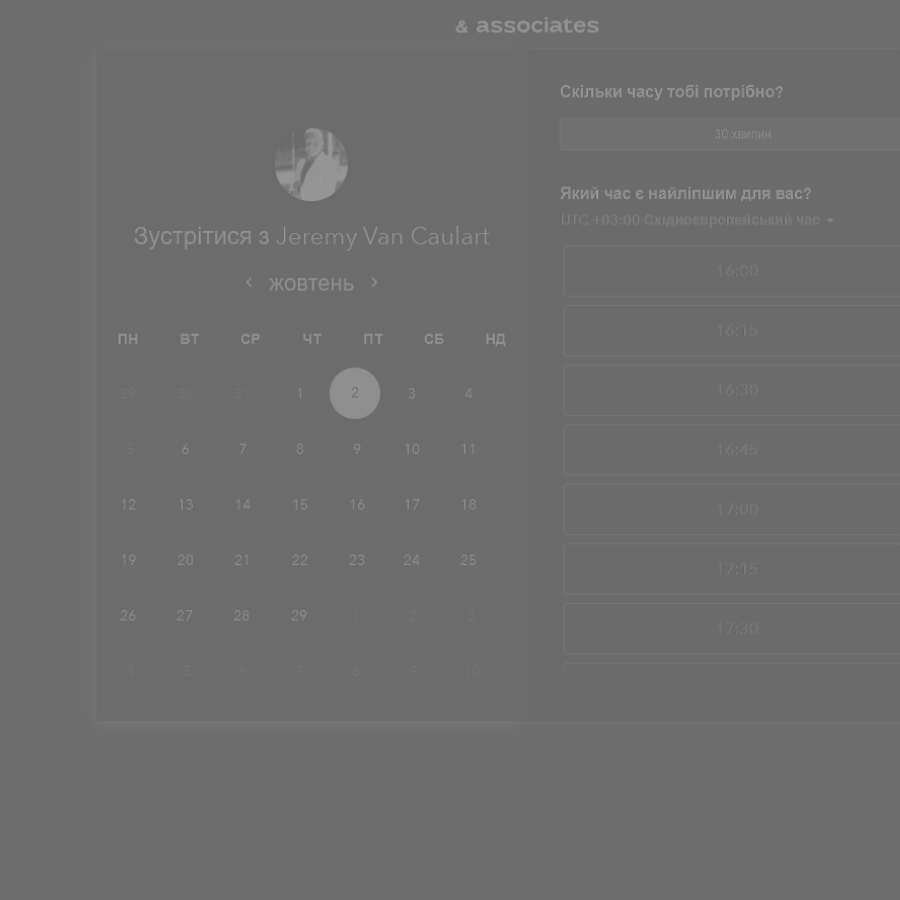 & associates
Зустрітися з Jeremy Van Caulart
жовтень
ПН ВТ СР ЧТ ПТ СБ НД
29 30 31 1 2 3 4
5 6 7 8 9 10 11
12 13 14 15 16 17 18
19 20 21 22 23 24 25
26 27 28 29 1 2 3
4 5 6 7 8 9 10
Скільки часу тобі потрібно?
30 хвилин
Який час є найліпшим для вас?
UTC +03:00 Східноєвропейський час
16:00
16:15
16:30
16:45
17:00
17:15
17:30